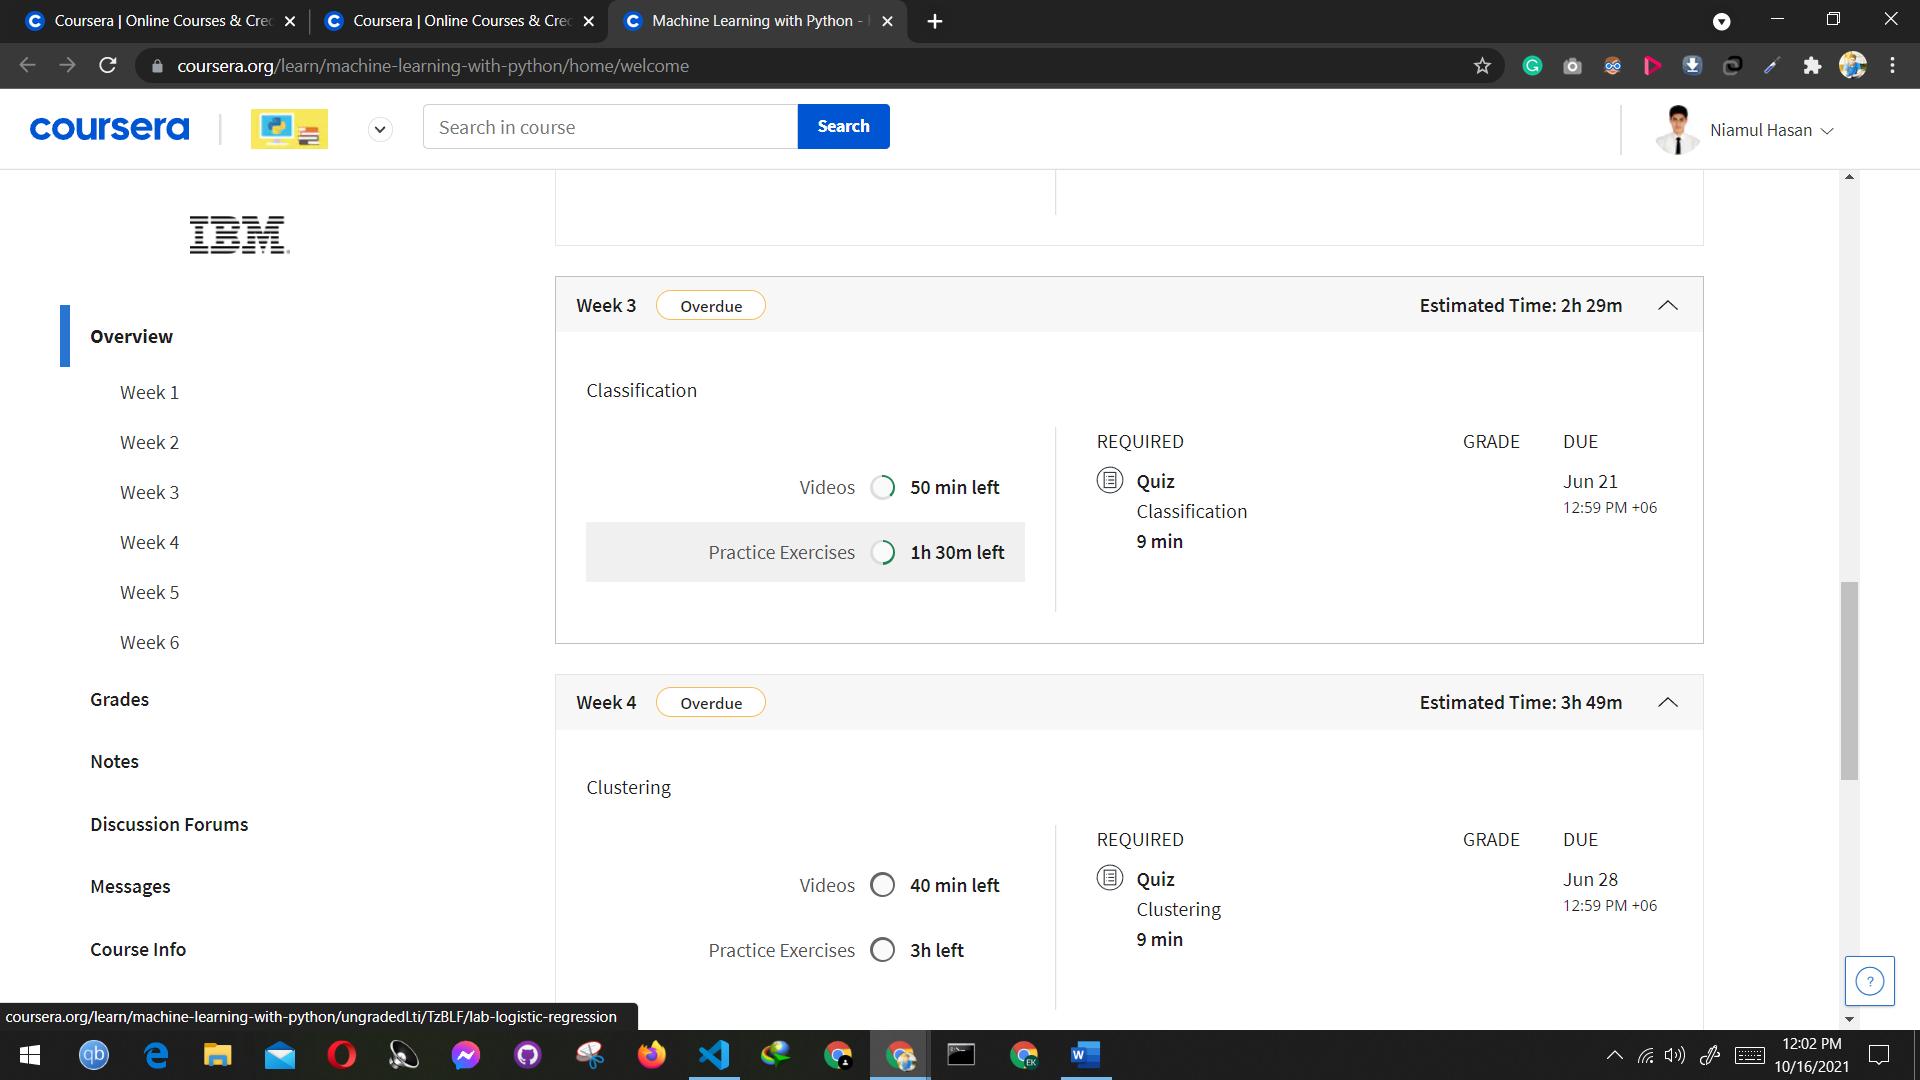 Coursera | Online Courses & Cre
Coursera | Online Courses & Cre
Machine Learning with Python -
coursera.org/learn/machine-learning-with-python/home/welcome
coursera
Search in course
Search
Niamul Hasan
IBM
Overview
Week 1
Week 2
Week 3
Week 4
Week 5
Week 6
Grades
Notes
Discussion Forums
Messages
Course Info
Week 3 Overdue Estimated Time: 2h 29m
Classification
Videos 50 min left
Practice Exercises 1h 30m left
REQUIRED GRADE DUE
Quiz Jun 21
Classification 12:59 PM +06
9 min
Week 4 Overdue Estimated Time: 3h 49m
Clustering
Videos 40 min left
Practice Exercises 3h left
REQUIRED GRADE DUE
Quiz Jun 28
Clustering 12:59 PM +06
9 min
?
coursera.org/learn/machine-learning-with-python/ungradedLti/TzBLF/lab-logistic-regression
qb
EK
W
12:02 PM
10/16/2021